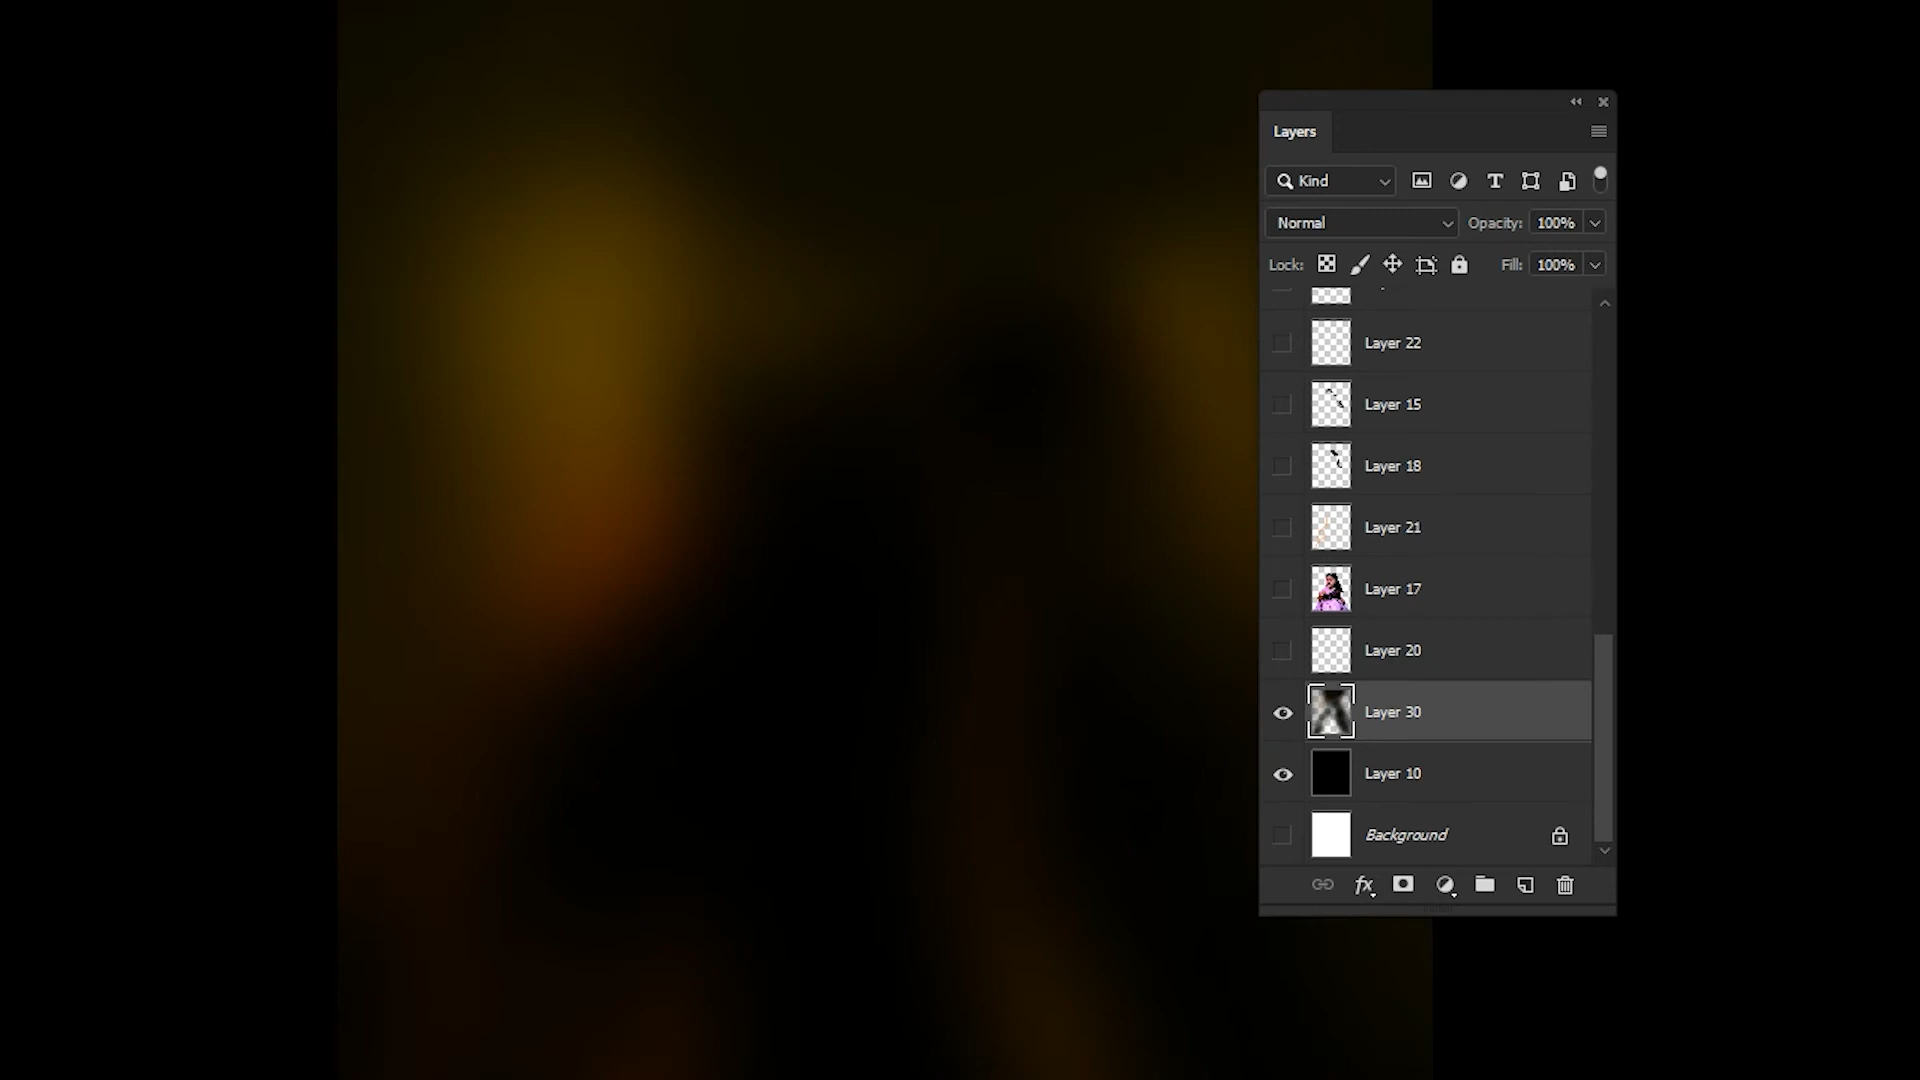 Layers
Kind
Normal Opacity: 100%
Lock: Fill: 100%
Layer 22
Layer 15
Layer 18
Layer 21
Layer 17
Layer 20
Layer 30
Layer 10
Background
fx